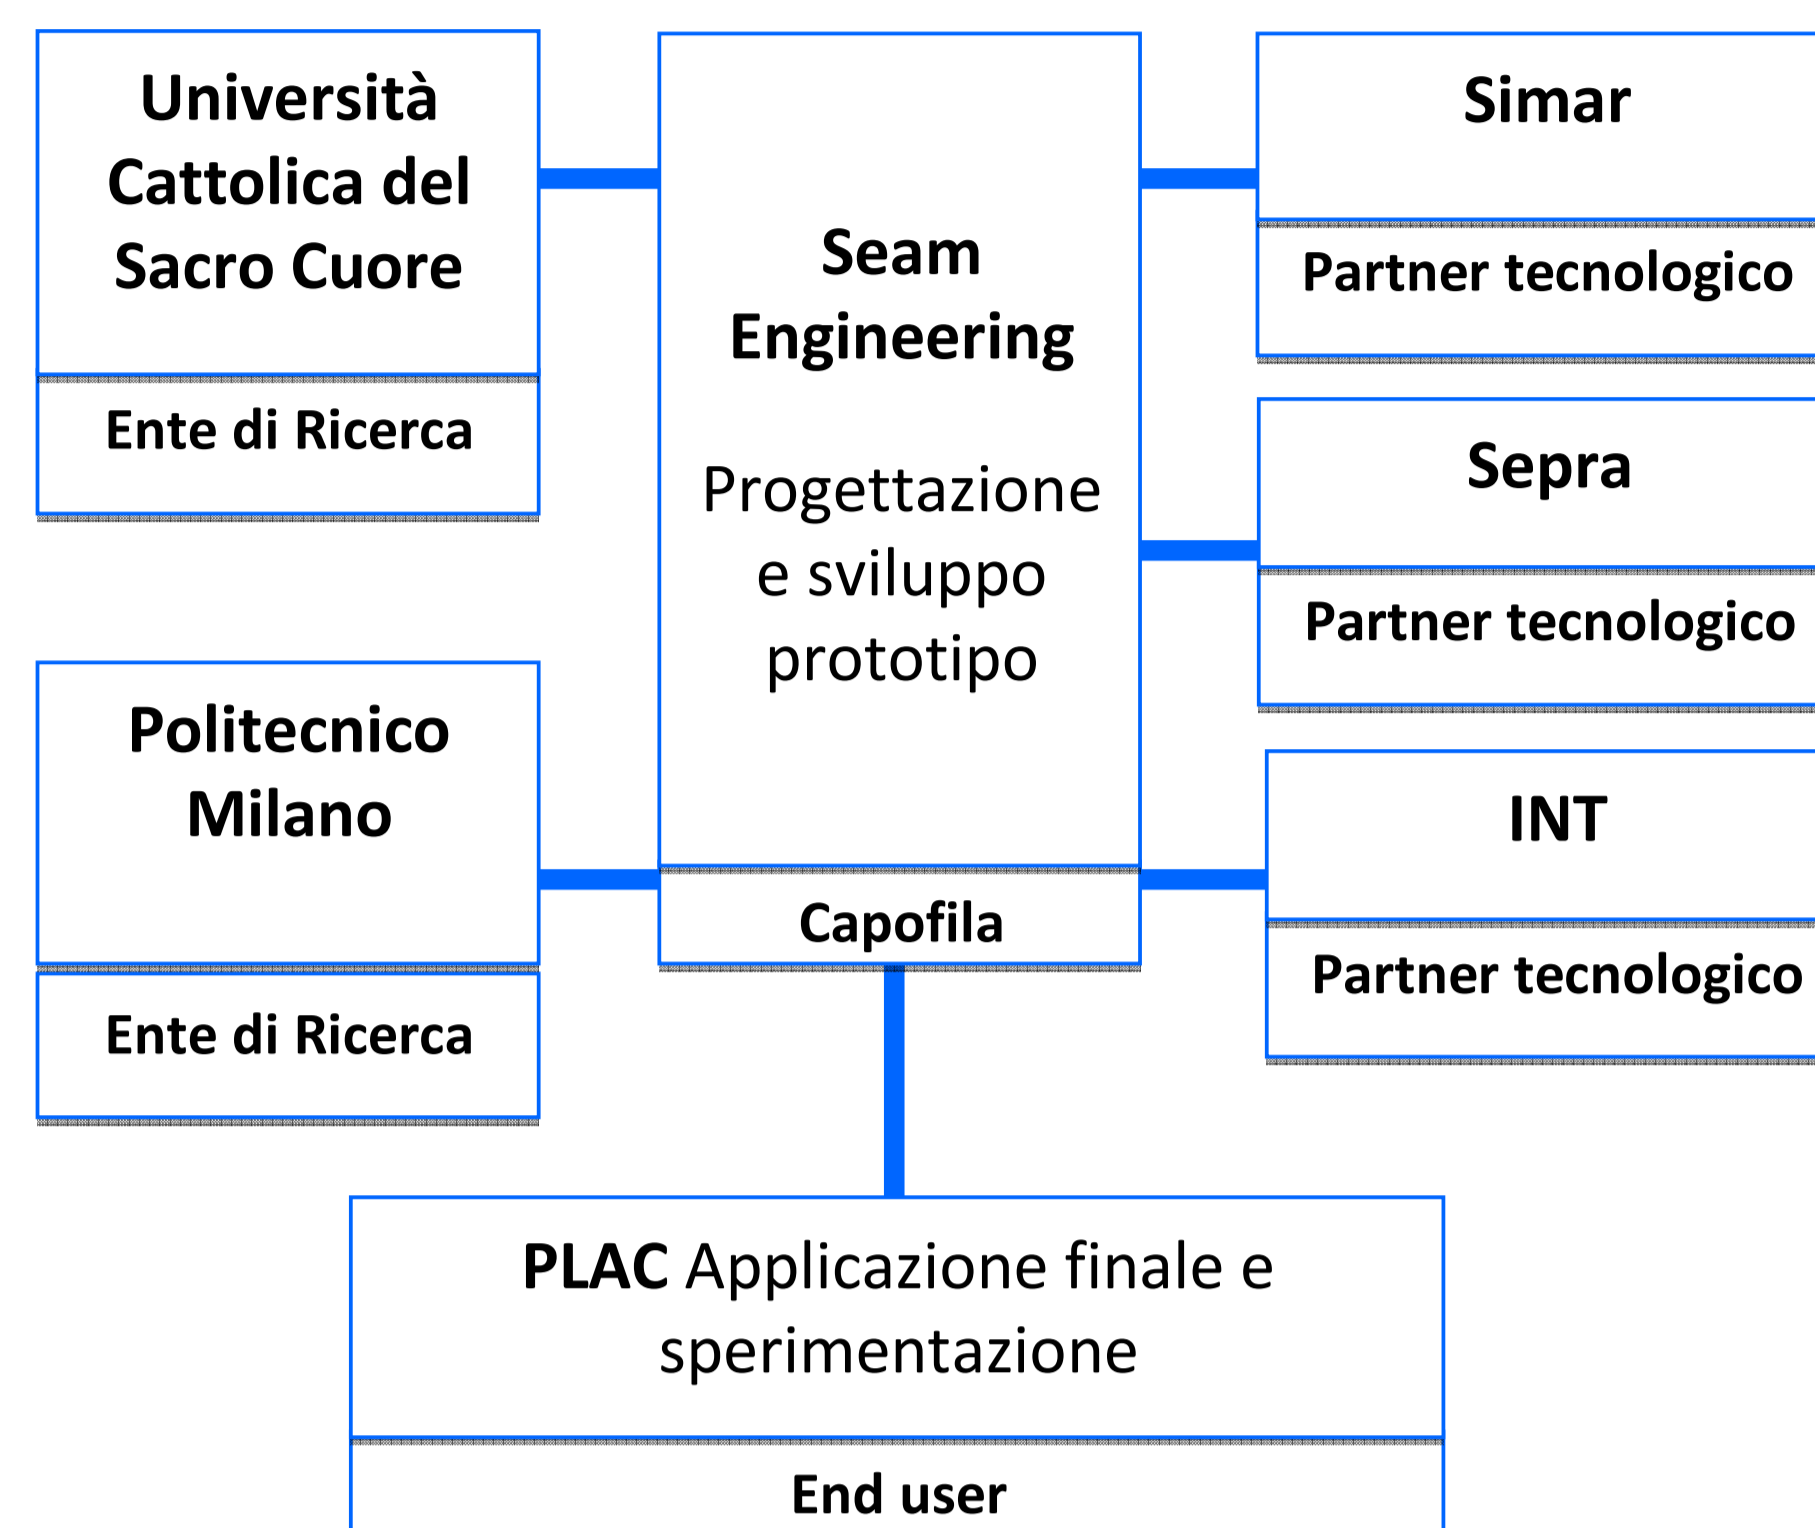 Università
Cattolica del
Sacro Cuore
Ente di Ricerca
Politecnico
Milano
Ente di Ricerca
Seam
Engineering
Progettazione
e sviluppo
prototipo
Capofila
Simar
Partner tecnologico
Sepra
Partner tecnologico
INT
Partner tecnologico
PLAC Applicazione finale e
sperimentazione
End user